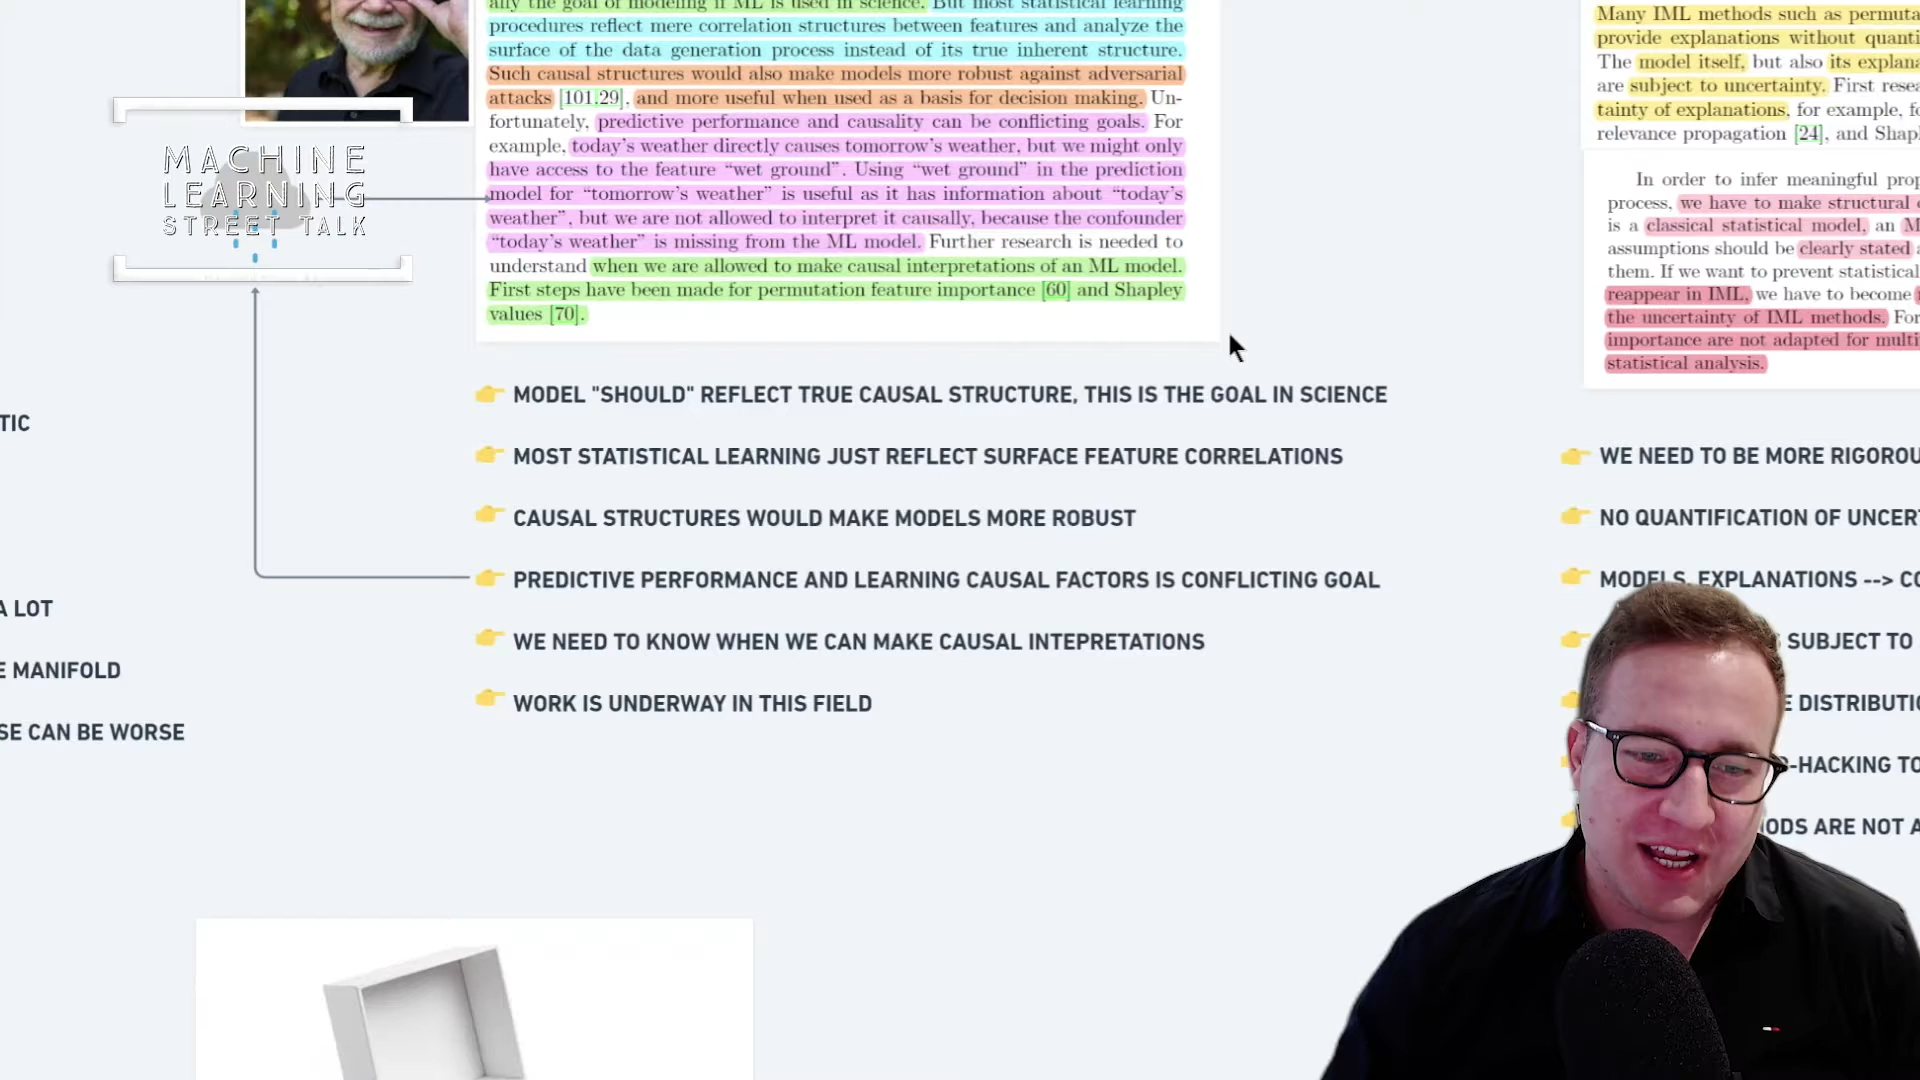 ally the goal of modeling if ML is used in science. But most statistical learning
procedures reflect mere correlation structures between features and analyze the
surface of the data generation process instead of its true inherent structure.
Such causal structures would also make models more robust against adversarial
attacks [101,29], and more useful when used as a basis for decision making. Un-
fortunately, predictive performance and causality can be conflicting goals. For
example, today's weather directly causes tomorrow's weather, but we might only
have access to the feature “wet ground”. Using “wet ground” in the prediction
model for “tomorrow's weather” is useful as it has information about “today's
weather”, but we are not allowed to interpret it causally, because the confounder
“today's weather” is missing from the ML model. Further research is needed to
understand when we are allowed to make causal interpretations of an ML model.
First steps have been made for permutation feature importance [60] and Shapley
values [70].
MACHINE
LEARNING
STREET TALK
TIC
A LOT
E MANIFOLD
SE CAN BE WORSE
👉 MODEL "SHOULD" REFLECT TRUE CAUSAL STRUCTURE, THIS IS THE GOAL IN SCIENCE
👉 MOST STATISTICAL LEARNING JUST REFLECT SURFACE FEATURE CORRELATIONS
👉 CAUSAL STRUCTURES WOULD MAKE MODELS MORE ROBUST
👉 PREDICTIVE PERFORMANCE AND LEARNING CAUSAL FACTORS IS CONFLICTING GOAL
👉 WE NEED TO KNOW WHEN WE CAN MAKE CAUSAL INTEPRETATIONS
👉 WORK IS UNDERWAY IN THIS FIELD
Many IML methods such as permuta
provide explanations without quanti
The model itself, but also its explana
are subject to uncertainty. First resea
tainty of explanations, for example, fo
relevance propagation [24], and Shapl
In order to infer meaningful prop
process, we have to make structural
is a classical statistical model, an M
assumptions should be clearly stated a
them. If we want to prevent statistical
reappear in IML, we have to become
the uncertainty of IML methods. For
importance are not adapted for multi
statistical analysis.
👉 WE NEED TO BE MORE RIGOROU
👉 NO QUANTIFICATION OF UNCERT
👉 MODELS, EXPLANATIONS --> CO
SUBJECT TO
E DISTRIBUTIO
-HACKING TO
ODS ARE NOT A